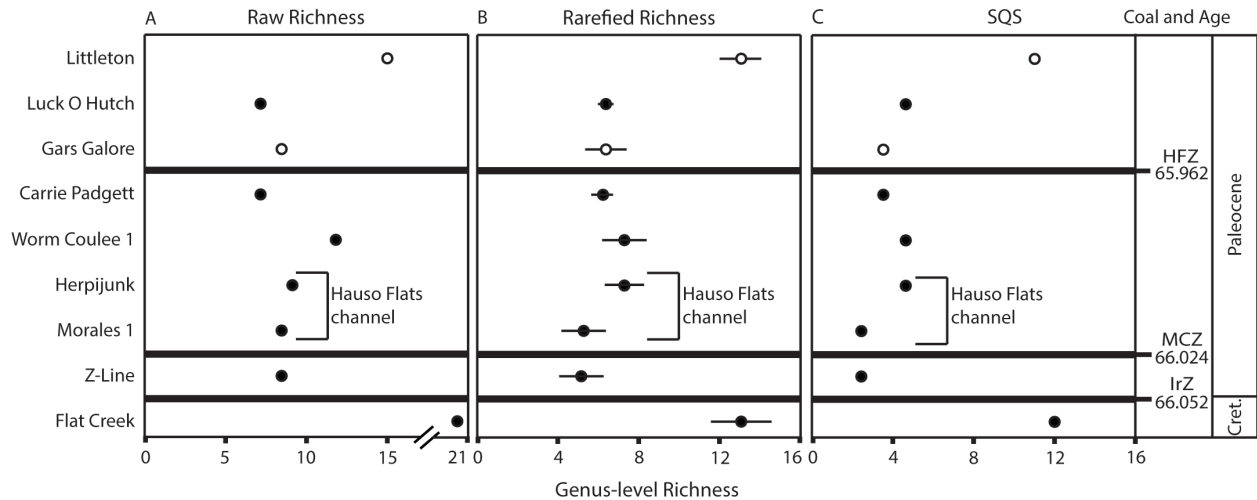 A Raw Richness B Rarefied Richness C SQS Coal and Age
Littleton
Luck O Hutch
Gars Galore
HFZ
65.962
Carrie Padgett
Worm Coulee 1
Herpijunk
Hauso Flats
channel
Hauso Flats
channel
Hauso Flats
channel
Morales 1
MCZ
66.024
Z-Line
IrZ
66.052
Flat Creek
Paleocene
Cret.
0 5 10 15 21 0 4 8 12 16 0 4 8 12 16
Genus-level Richness